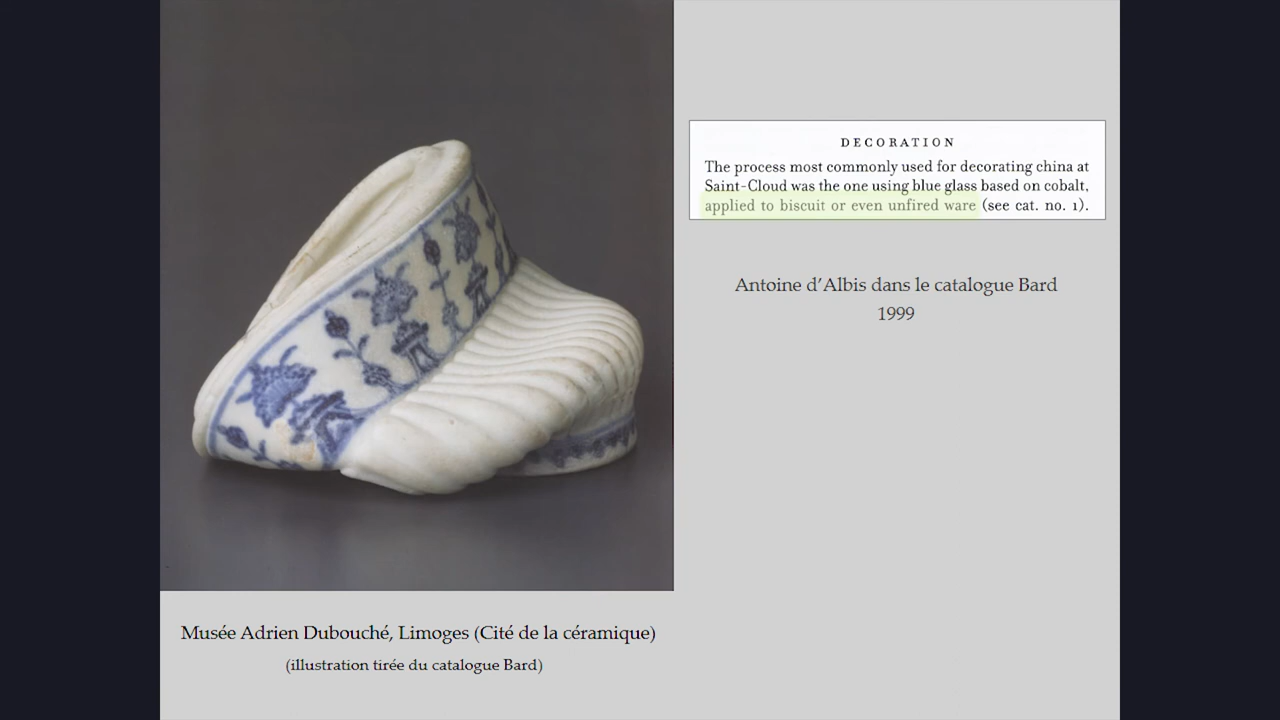 DECORATION
The process most commonly used for decorating china at
Saint-Cloud was the one using blue glass based on cobalt,
applied to biscuit or even unfired ware (see cat. no. 1).
Antoine d'Albis dans le catalogue Bard
1999
Musée Adrien Dubouché, Limoges (Cité de la céramique)
(illustration tirée du catalogue Bard)